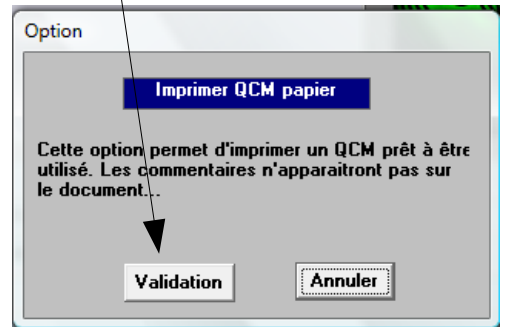 Option
Imprimer QCM papier
Cette option permet d'imprimer un QCM prêt à être
utilisé. Les commentaires n'apparaitront pas sur
le document...
Validation
Annuler